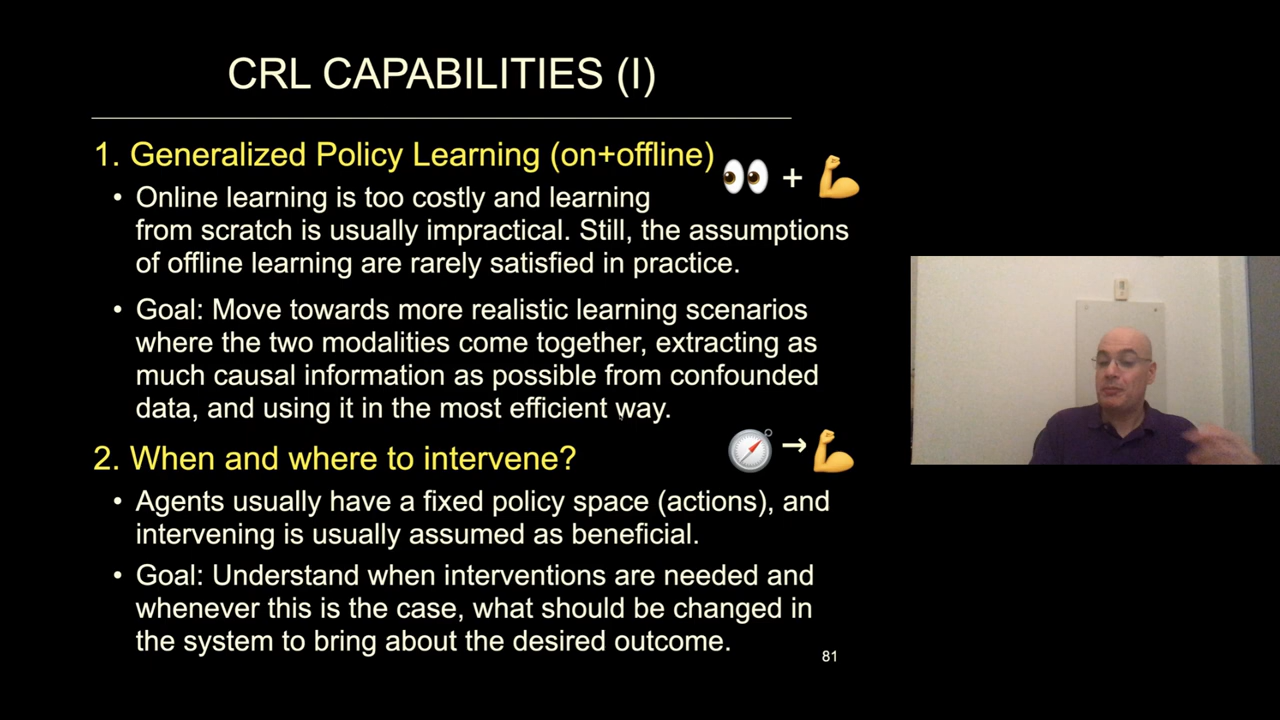 CRL CAPABILITIES (I)
1. Generalized Policy Learning (on+offline)
• Online learning is too costly and learning
from scratch is usually impractical. Still, the assumptions
of offline learning are rarely satisfied in practice.
• Goal: Move towards more realistic learning scenarios
where the two modalities come together, extracting as
much causal information as possible from confounded
data, and using it in the most efficient way.
2. When and where to intervene?
• Agents usually have a fixed policy space (actions), and
intervening is usually assumed as beneficial.
• Goal: Understand when interventions are needed and
whenever this is the case, what should be changed in
the system to bring about the desired outcome.
81